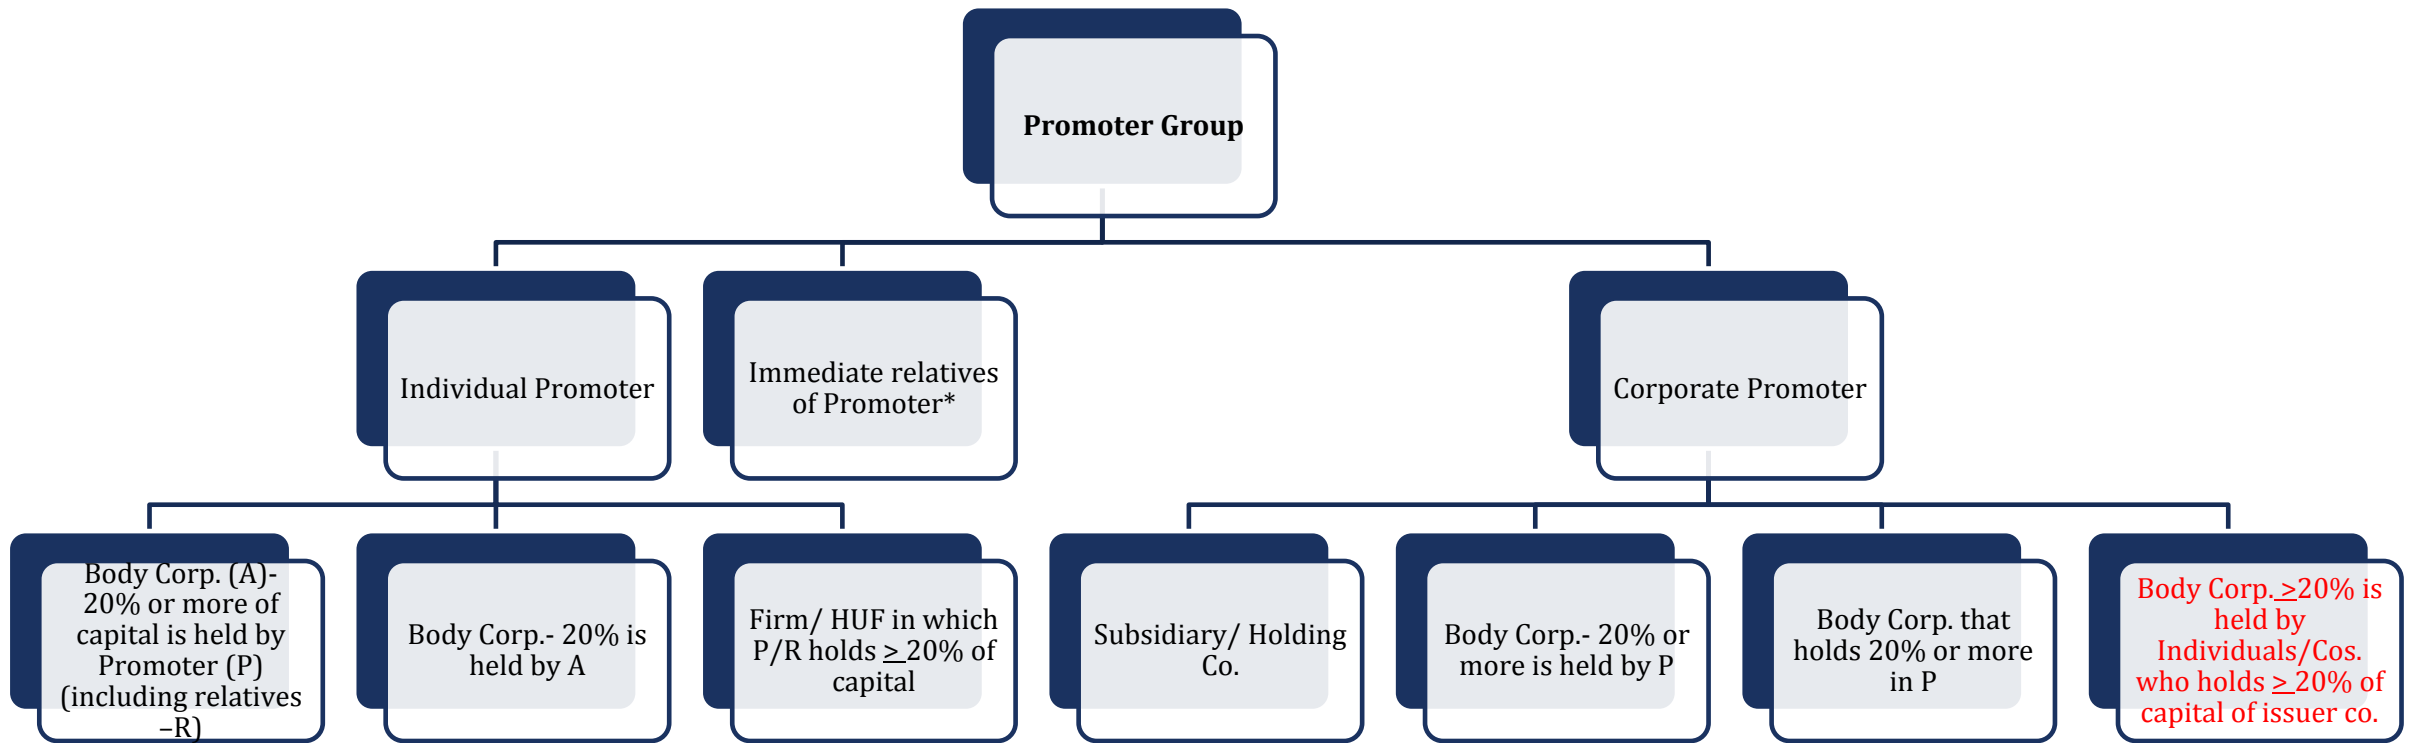 Promoter Group
Individual Promoter
Immediate relatives
of Promoter*
Corporate Promoter
Body Corp. (A)-
20% or more of
capital is held by
Promoter (P)
(including relatives
–R)
Body Corp.- 20% is
held by A
Firm/ HUF in which
P/R holds > 20% of
capital
Subsidiary/ Holding
Co.
Body Corp.- 20% or
more is held by P
Body Corp. that
holds 20% or more
in P
Body Corp. >20% is
held by
Individuals/Cos.
who holds > 20% of
capital of issuer co.